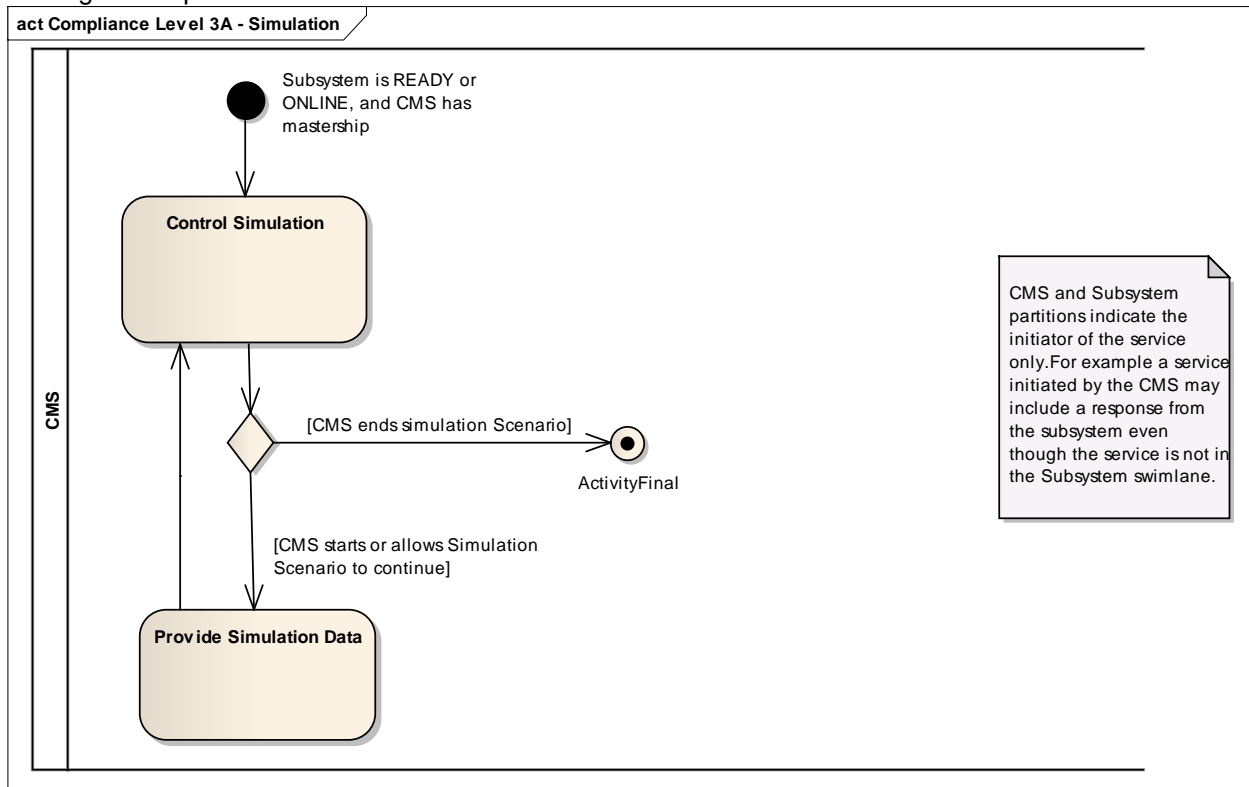 act Compliance Level 3A - Simulation
Subsystem is READY or
ONLINE, and CMS has
mastership
Control Simulation
CMS and Subsystem
partitions indicate the
initiator of the service
only.For example a service
initiated by the CMS may
include a response from
the subsystem even
though the service is not in
the Subsystem swimlane.
CMS
[CMS ends simulation Scenario]
ActivityFinal
[CMS starts or allows Simulation
Scenario to continue]
Provide Simulation Data